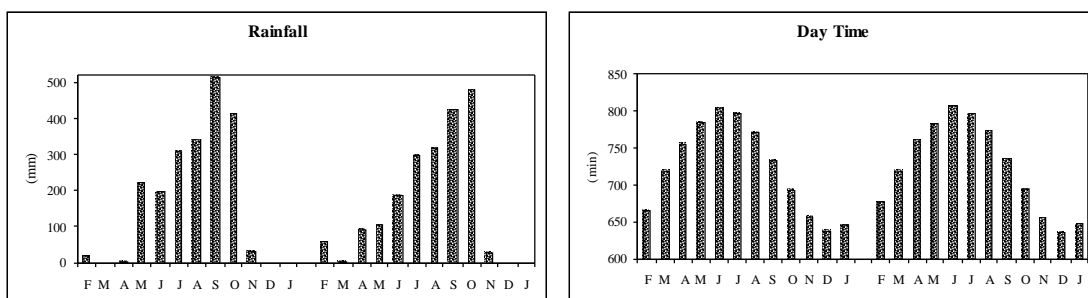 Rainfall
500
400
300
200
100
0
(mm)
F M A M J J A S O N D J F M A M J J A S O N D J
Day Time
850
800
750
700
650
600
(min)
F M A M J J A S O N D J F M A M J J A S O N D J